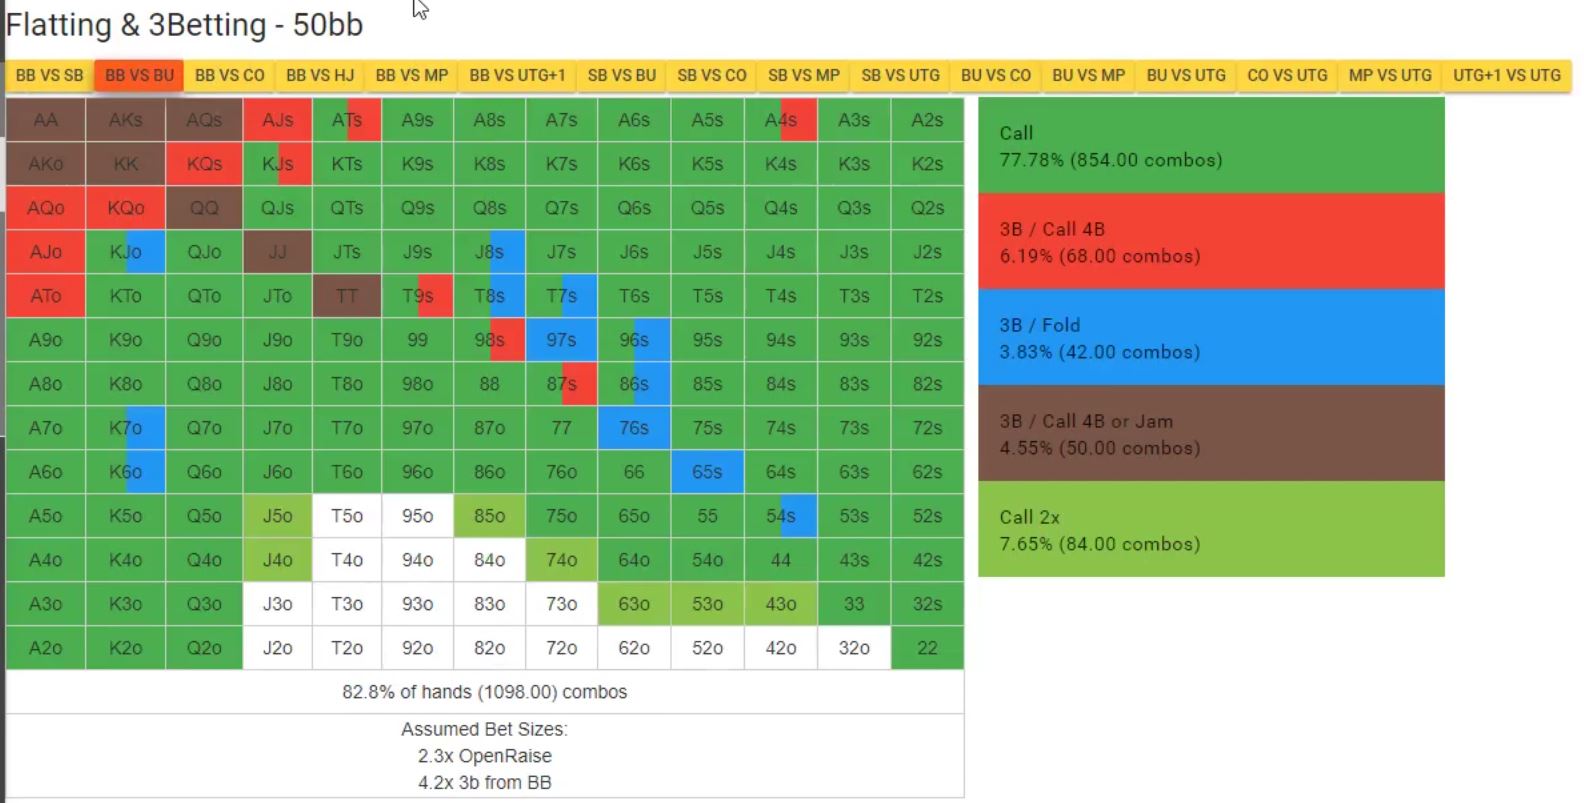 Flatting & 3Betting - 50bb
BB VS SB BB VS BU BB VS CO BB VS HJ BB VS MP BB VS UTG+1 SB VS BU SB VS CO SB VS MP SB VS UTG BU VS CO BU VS MP BU VS UTG CO VS UTG MP VS UTG UTG+1 VS UTG
AA AKs AQs AJs ATs A9s A8s A7s A6s A5s A4s A3s A2s
AKo KK KQs KJs KTs K9s K8s K7s K6s K5s K4s K3s K2s
AQo KQo QQ QJs QTs Q9s Q8s Q7s Q6s Q5s Q4s Q3s Q2s
AJo KJo QJo JJ JTs J9s J8s J7s J6s J5s J4s J3s J2s
ATo KTo QTo JTo TT T9s T8s T7s T6s T5s T4s T3s T2s
A9o K9o Q9o J9o T9o 99 98s 97s 96s 95s 94s 93s 92s
A8o K8o Q8o J8o T8o 98o 88 87s 86s 85s 84s 83s 82s
A7o K7o Q7o J7o T7o 97o 87o 77 76s 75s 74s 73s 72s
A6o K6o Q6o J6o T6o 96o 86o 76o 66 65s 64s 63s 62s
A5o K5o Q5o J5o T5o 95o 85o 75o 65o 55 54s 53s 52s
A4o K4o Q4o J4o T4o 94o 84o 74o 64o 54o 44 43s 42s
A3o K3o Q3o J3o T3o 93o 83o 73o 63o 53o 43o 33 32s
A2o K2o Q2o J2o T2o 92o 82o 72o 62o 52o 42o 32o 22
82.8% of hands (1098.00) combos
Assumed Bet Sizes:
2.3x OpenRaise
4.2x 3b from BB
Call
77.78% (854.00 combos)
3B / Call 4B
6.19% (68.00 combos)
3B / Fold
3.83% (42.00 combos)
3B / Call 4B or Jam
4.55% (50.00 combos)
Call 2x
7.65% (84.00 combos)